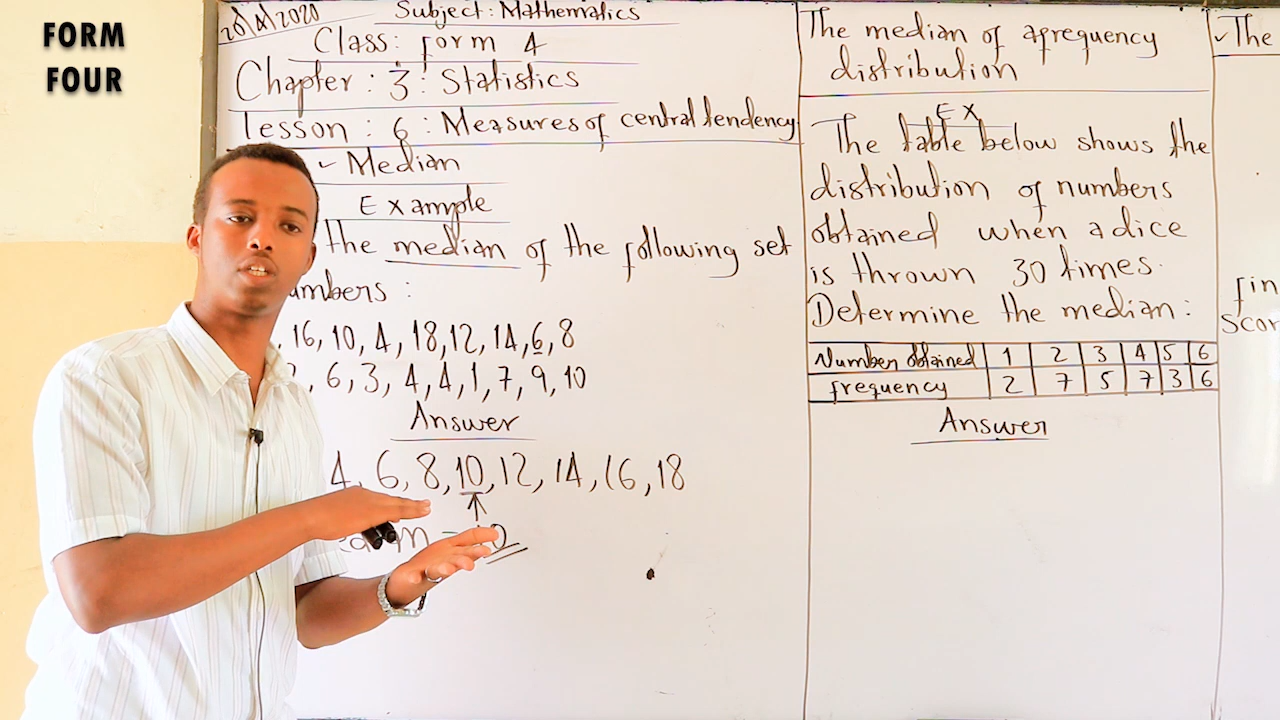 FORM
FOUR
Subject: Mathematics
Class: form 4
Chapter: 3: Statistics
Lesson: 6: Measures of central tendency
✓ Median
Example
the median of the following set
umbers:
, 16, 10, 4, 18, 12, 14, 6, 8
, 6, 3, 4, 4, 1, 7, 9, 10
Answer
4, 6, 8, 10, 12, 14, 16, 18
The median of a frequency
distribution
EX
The table below shows the
distribution of numbers
obtained when a dice
is thrown 30 times.
Determine the median:
Number obtained 1 2 3 4 5 6
frequency 2 7 5 7 3 6
Answer
✓ The
fin
Scor